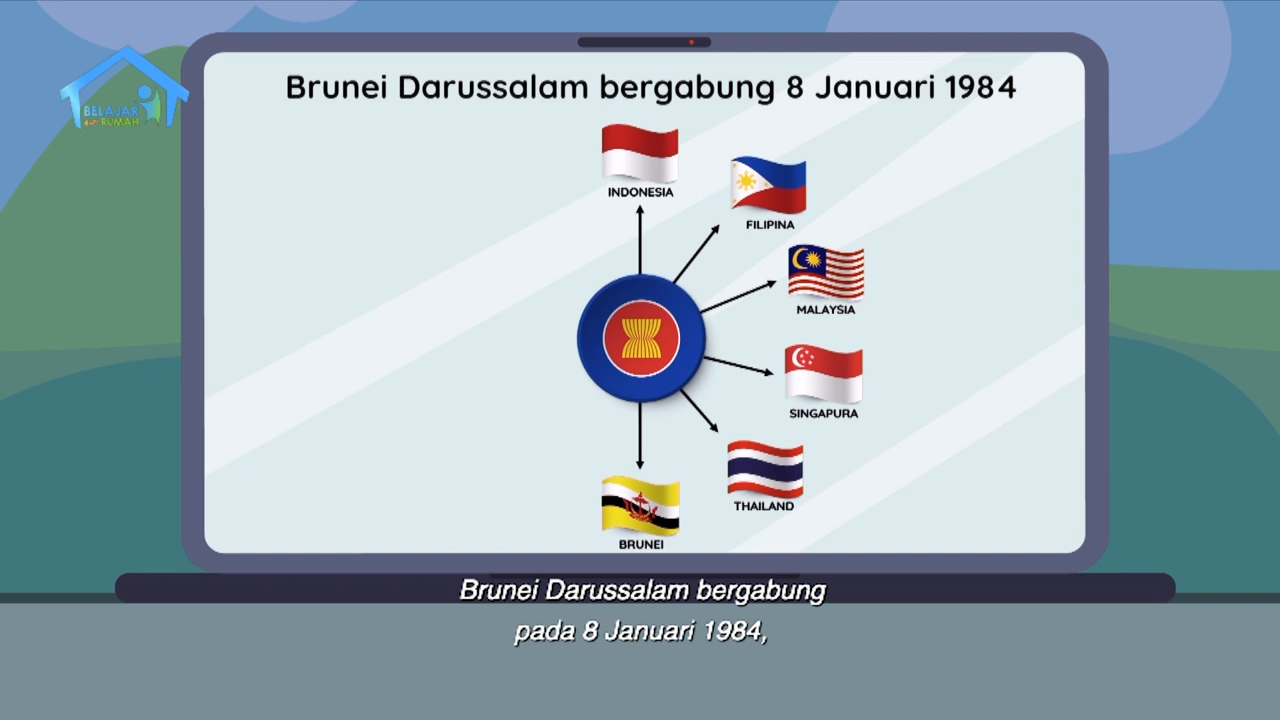 Brunei Darussalam bergabung 8 Januari 1984
BELAJAR
dari RUMAH
INDONESIA
FILIPINA
MALAYSIA
SINGAPURA
THAILAND
BRUNEI
Brunei Darussalam bergabung
pada 8 Januari 1984,